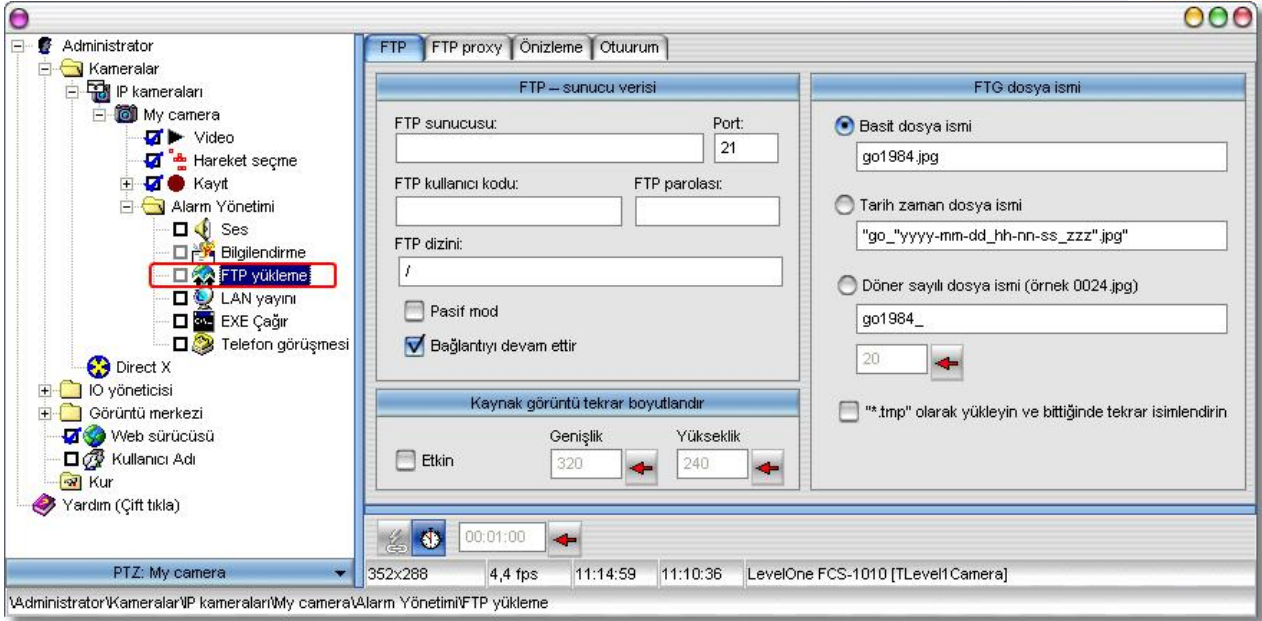 Administrator
Kameralar
IP kameraları
My camera
Video
Hareket seçme
Kayıt
Alarm Yönetimi
Ses
Bilgilendirme
FTP yükleme
LAN yayını
EXE Çağır
Telefon görüşmesi
Direct X
IO yöneticisi
Görüntü merkezi
Web sürücüsü
Kullanıcı Adı
Kur
Yardım (Çift tıkla)
PTZ: My camera
FTP FTP proxy Önizleme Otuurum
FTP – sunucu verisi
FTP sunucusu: Port:
21
FTP kullanıcı kodu: FTP parolası:
FTP dizini:
/
Pasif mod
Bağlantıyı devam ettir
Kaynak görüntü tekrar boyutlandır
Genişlik Yükseklik
Etkin 320 240
FTG dosya ismi
Basit dosya ismi
go1984.jpg
Tarih zaman dosya ismi
"go_"yyyy-mm-dd_hh-nn-ss_zzz".jpg"
Döner sayılı dosya ismi (örnek 0024.jpg)
go1984_
20
"*.tmp" olarak yükleyin ve bittiğinde tekrar isimlendirin
00:01:00
352x288 4,4 fps 11:14:59 11:10:36 LevelOne FCS-1010 [TLevel1Camera]
\Administrator\Kameralar\IP kameraları\My camera\Alarm Yönetimi\FTP yükleme